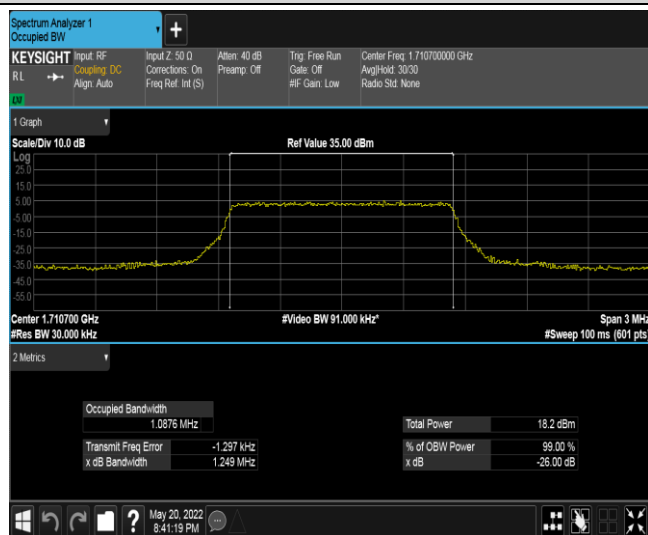 Spectrum Analyzer 1
Occupied BW
+
KEYSIGHT Input: RF Input Z: 50 Ω Atten: 40 dB Trig: Free Run Center Freq: 1.710700000 GHz
RL Coupling: DC Corrections: On Preamp: Off Gate: Off Avg|Hold: 30/30
Align: Auto Freq Ref: Int (S) #IF Gain: Low Radio Std: None
1 Graph
Scale/Div 10.0 dB Ref Value 35.00 dBm
Log
25.0
15.0
5.00
-5.00
-15.0
-25.0
-35.0
-45.0
-55.0
Center 1.710700 GHz #Video BW 91.000 kHz* Span 3 MHz
#Res BW 30.000 kHz #Sweep 100 ms (601 pts)
2 Metrics
Occupied Bandwidth
1.0876 MHz Total Power 18.2 dBm
Transmit Freq Error -1.297 kHz % of OBW Power 99.00 %
x dB Bandwidth 1.249 MHz x dB -26.00 dB
? May 20, 2022
8:41:19 PM